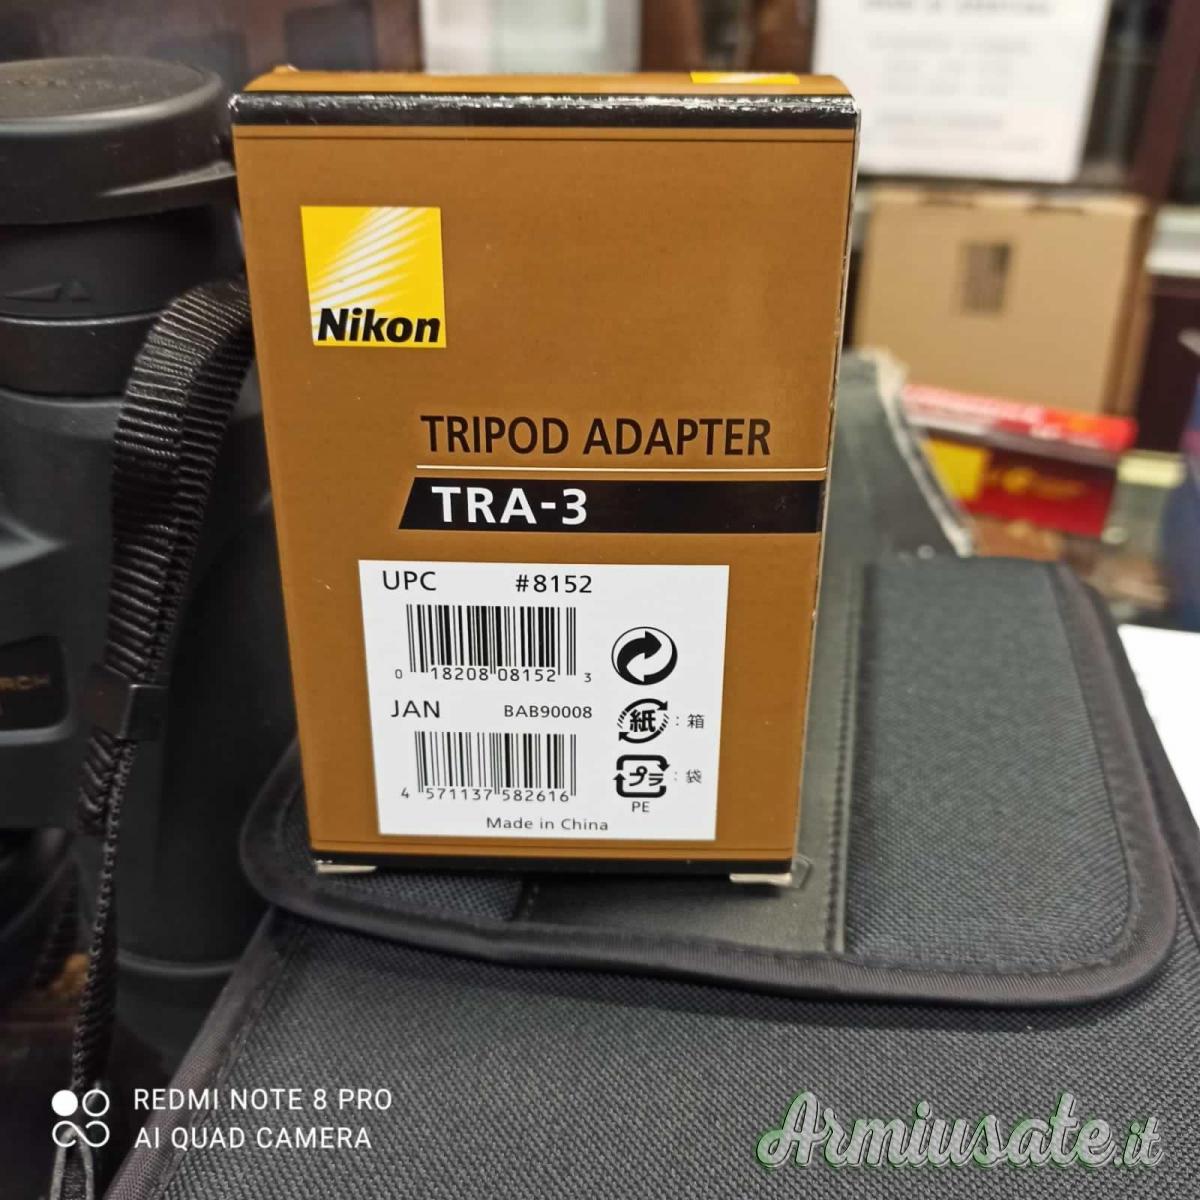 Nikon
TRIPOD ADAPTER
TRA-3
UPC #8152
0 18208 08152 3
JAN BAB90008
4 571137 582616
紙 : 箱
プラ : 袋
PE
Made in China
REDMI NOTE 8 PRO
AI QUAD CAMERA
Armiusate.it